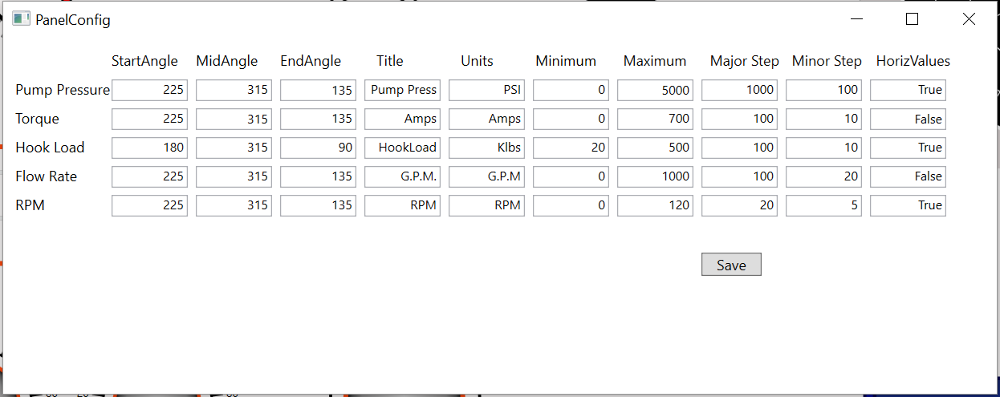 PanelConfig
StartAngle MidAngle EndAngle Title Units Minimum Maximum Major Step Minor Step HorizValues
Pump Pressure 225 315 135 Pump Press PSI 0 5000 1000 100 True
Torque 225 315 135 Amps Amps 0 700 100 10 False
Hook Load 180 315 90 HookLoad Klbs 20 500 100 10 True
Flow Rate 225 315 135 G.P.M. G.P.M 0 1000 100 20 False
RPM 225 315 135 RPM RPM 0 120 20 5 True
Save